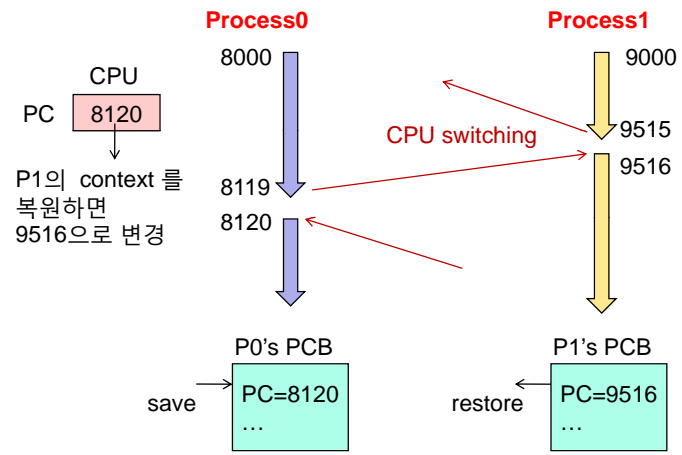 Process0
Process1
8000
9000
CPU
PC
8120
CPU switching
9515
9516
P1의 context 를
복원하면
9516으로 변경
8119
8120
P0's PCB
P1's PCB
save
PC=8120
…
restore
PC=9516
…